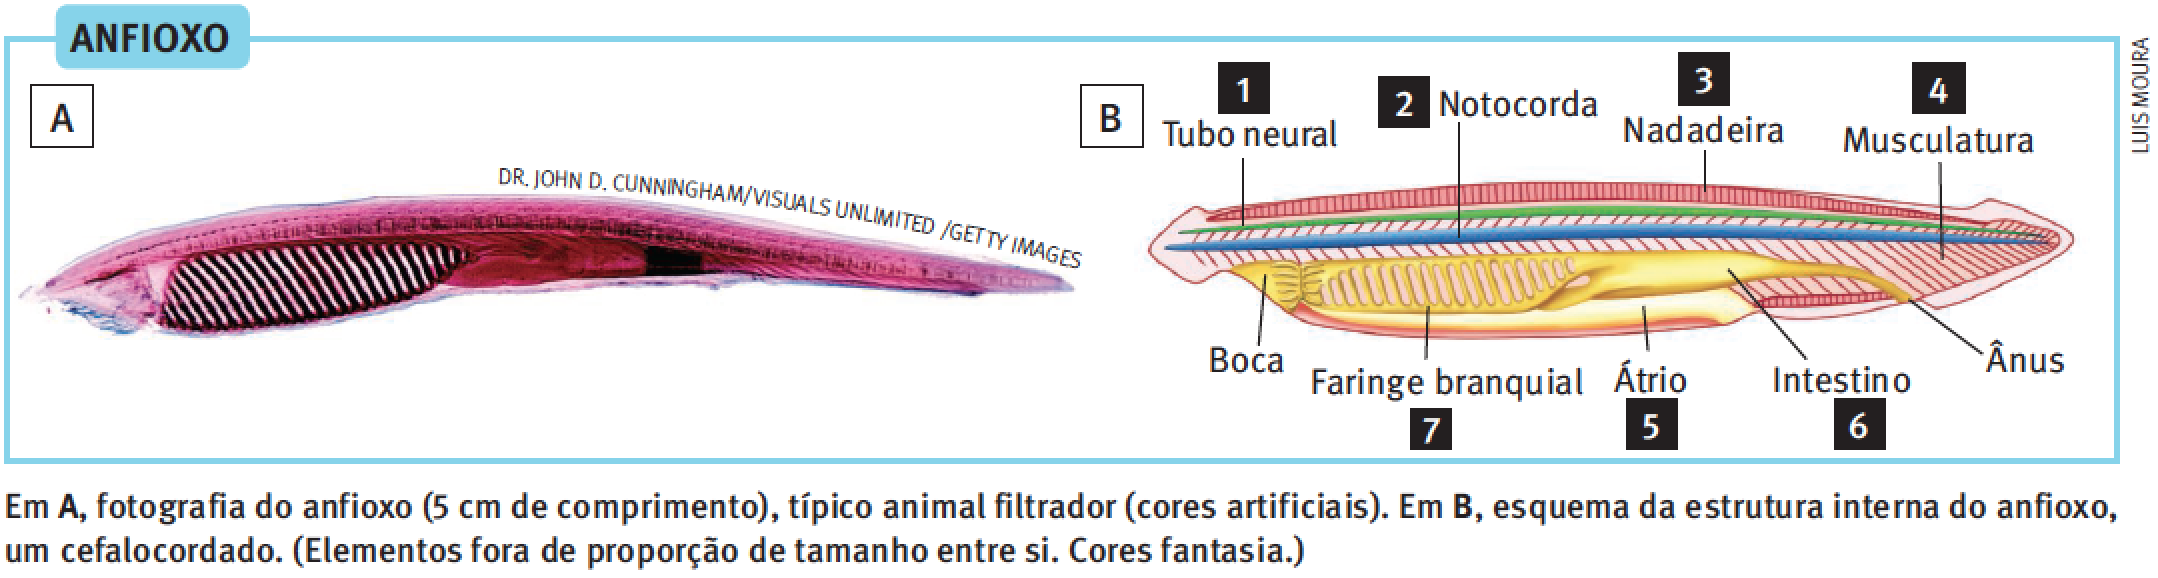 ANFIOXO
A
DR. JOHN D. CUNNINGHAM/VISUALS UNLIMITED /GETTY IMAGES
B
1
Tubo neural
2 Notocorda
3
Nadadeira
4
Musculatura
LUIS MOURA
Boca
Faringe branquial
7
Átrio
5
Intestino
6
Ânus
Em A, fotografia do anfioxo (5 cm de comprimento), típico animal filtrador (cores artificiais). Em B, esquema da estrutura interna do anfioxo,
um cefalocordado. (Elementos fora de proporção de tamanho entre si. Cores fantasia.)